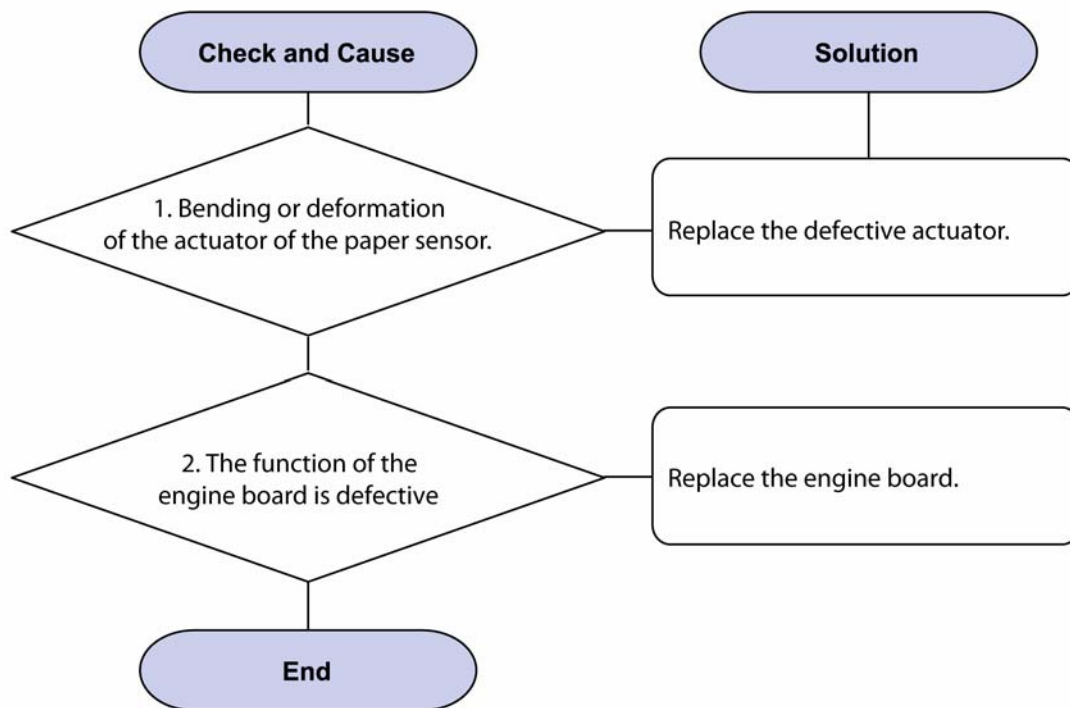 Check and Cause
Solution
1. Bending or deformation
of the actuator of the paper sensor.
Replace the defective actuator.
2. The function of the
engine board is defective
Replace the engine board.
End